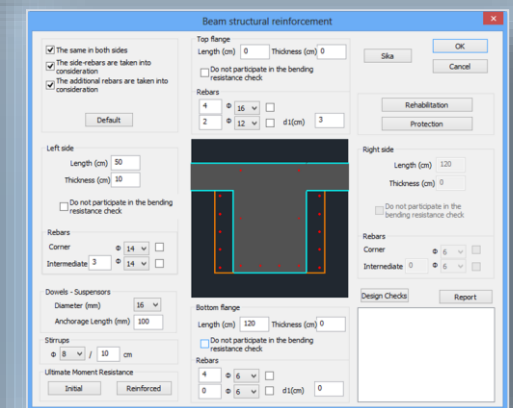 Beam structural reinforcement
The same in both sides
The side-rebars are taken into
consideration
The additional rebars are taken into
consideration
Default
Left side
Length (cm) 50
Thickness (cm) 10
Do not participate in the bending
resistance check
Rebars
Corner Φ 14
Intermediate 3 Φ 14
Dowels - Suspensors
Diameter (mm) 16
Anchorage Length (mm) 100
Stirrups
Φ 8 / 10 cm
Ultimate Moment Resistance
Initial Reinforced
Top flange
Length (cm) 0 Thickness (cm) 0
Do not participate in the bending
resistance check
Rebars
4 Φ 16
2 Φ 12 d1(cm) 3
Bottom flange
Length (cm) 120 Thickness (cm) 0
Do not participate in the bending
resistance check
Rebars
4 Φ 6
0 Φ 6 d1(cm) 0
Sika
OK
Cancel
Rehabilitation
Protection
Right side
Length (cm) 120
Thickness (cm) 0
Do not participate in the
bending resistance check
Rebars
Corner Φ 6
Intermediate 0 Φ 6
Design Checks Report